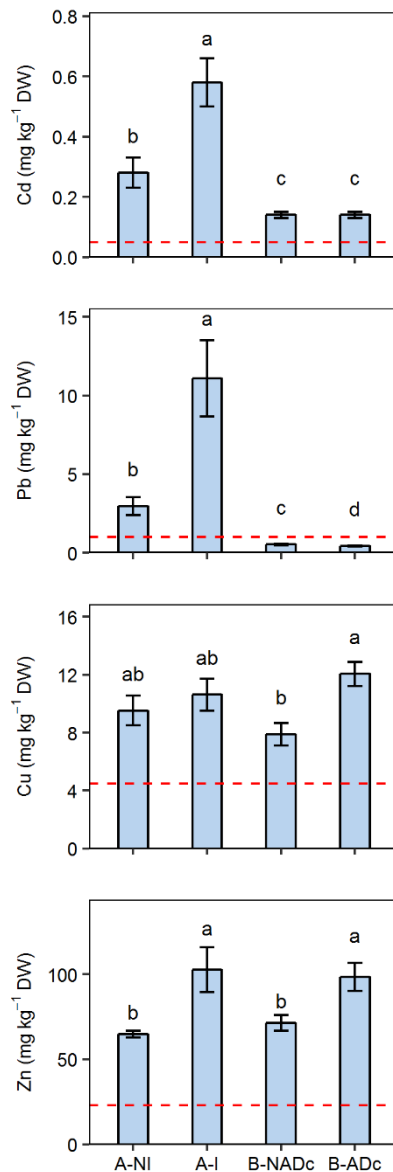 Cd (mg kg⁻¹ DW)
0.8
0.6
0.4
0.2
0.0
b
a
c
c
Pb (mg kg⁻¹ DW)
15
10
5
0
b
a
c
d
Cu (mg kg⁻¹ DW)
16
12
8
4
0
ab
ab
b
a
Zn (mg kg⁻¹ DW)
100
50
0
b
a
b
a
A-NI A-I B-NADc B-ADc